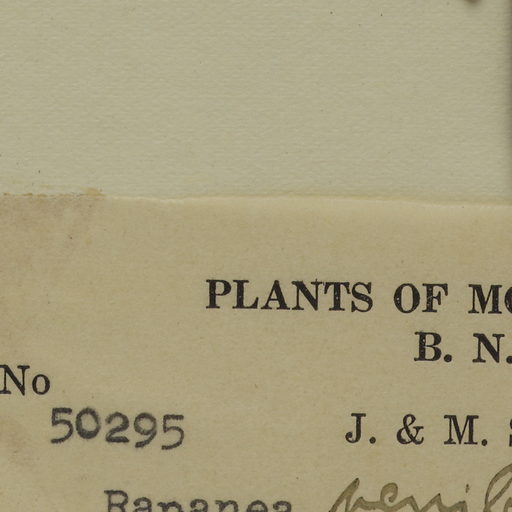 PLANTS OF MO
B. N.
No
50295
J. & M. S
Rapanea